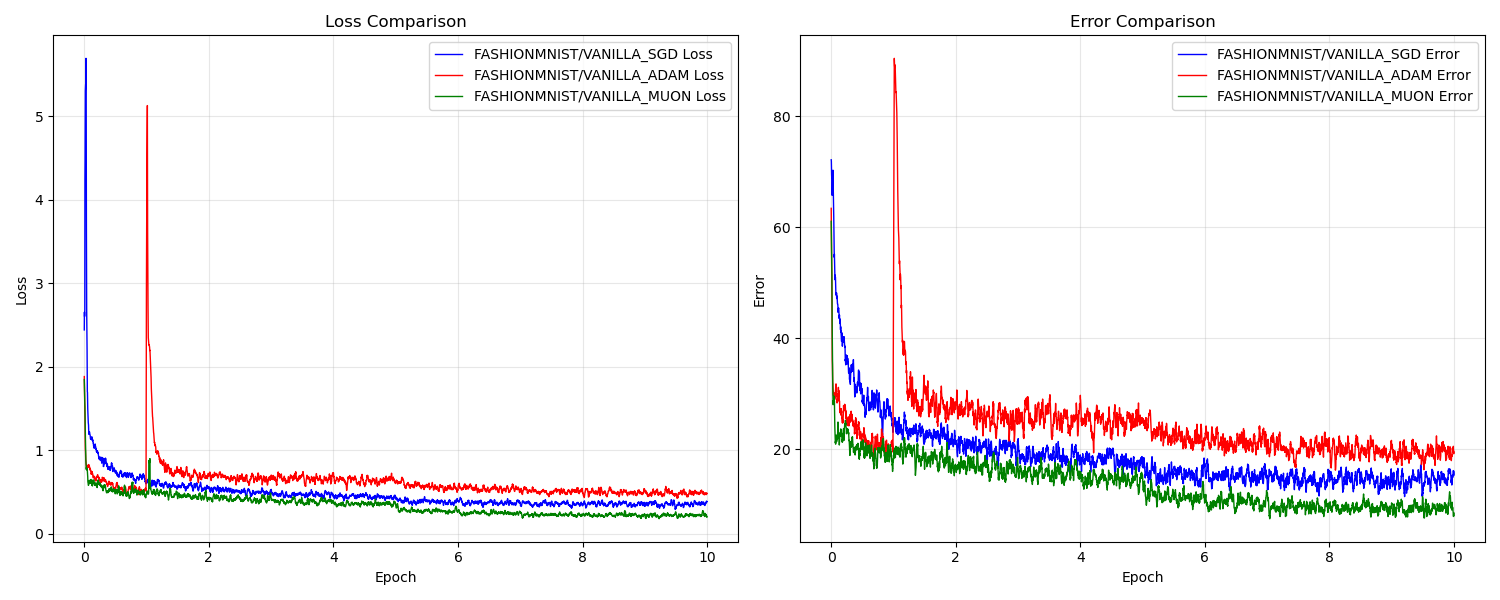 Loss Comparison
FASHIONMNIST/VANILLA_SGD Loss
FASHIONMNIST/VANILLA_ADAM Loss
FASHIONMNIST/VANILLA_MUON Loss
5
4
3
2
1
0
Loss
0 2 4 6 8 10
Epoch
Error Comparison
FASHIONMNIST/VANILLA_SGD Error
FASHIONMNIST/VANILLA_ADAM Error
FASHIONMNIST/VANILLA_MUON Error
80
60
40
20
Error
0 2 4 6 8 10
Epoch